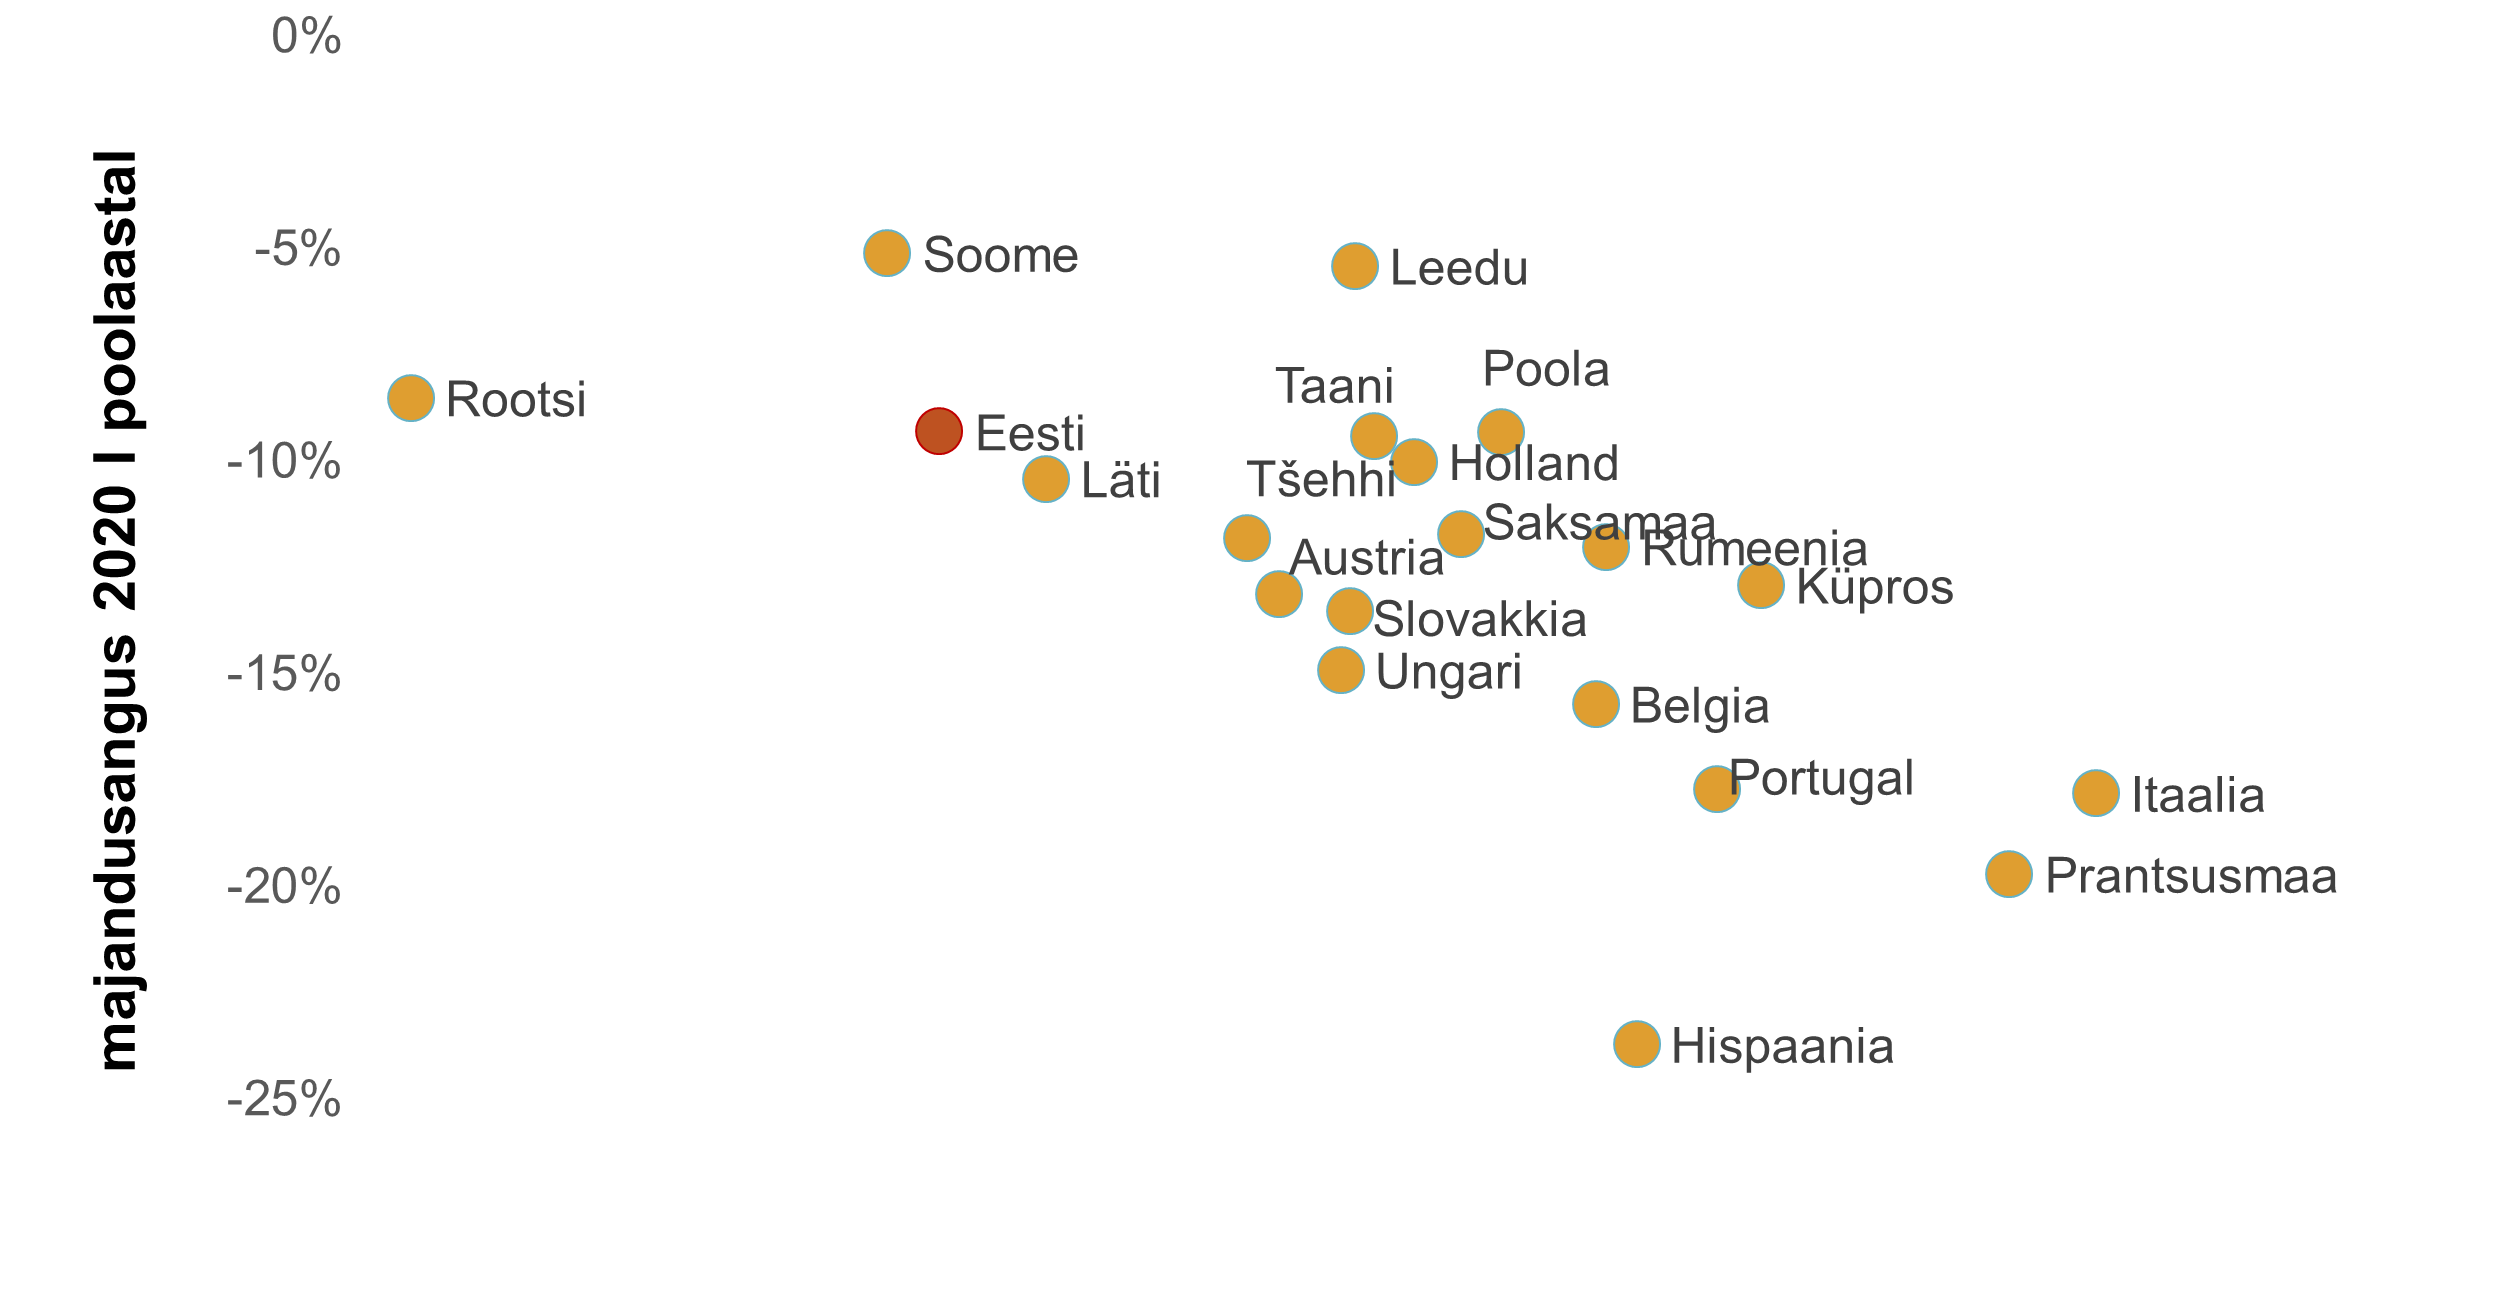 0%
-5%
-10%
-15%
-20%
-25%
majandusangus 2020 I poolaastal
Soome
Leedu
Poola
Taani
Rootsi
Eesti
Holland
Läti
Tšehhi
Saksamaa
Rumeenia
Austria
Küpros
Slovakkia
Ungari
Belgia
Portugal
Itaalia
Prantsusmaa
Hispaania